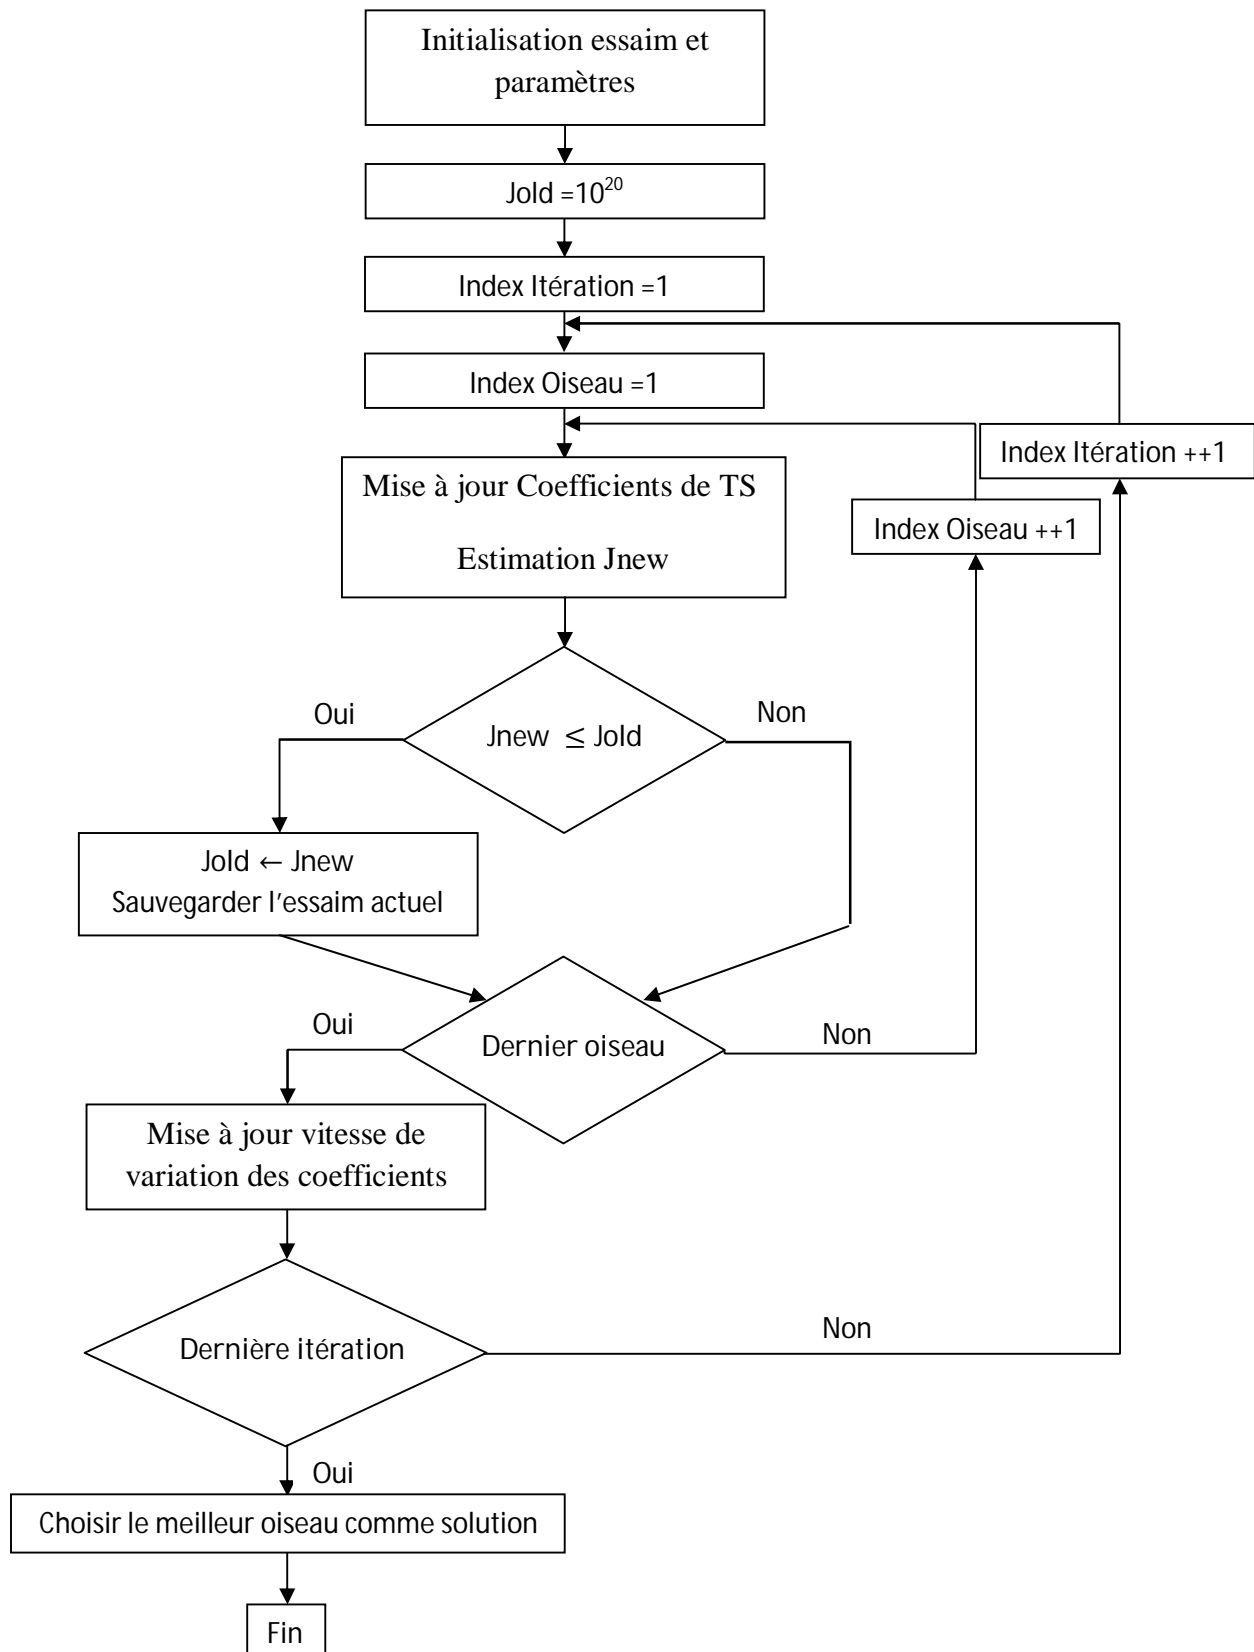 Initialisation essaim et
paramètres
Jold =10²⁰
Index Itération =1
Index Oiseau =1
Index Itération ++1
Mise à jour Coefficients de TS
Index Oiseau ++1
Estimation Jnew
Oui
Non
Jnew ≤ Jold
Jold ← Jnew
Sauvegarder l'essaim actuel
Oui
Non
Dernier oiseau
Mise à jour vitesse de
variation des coefficients
Non
Dernière itération
Oui
Choisir le meilleur oiseau comme solution
Fin